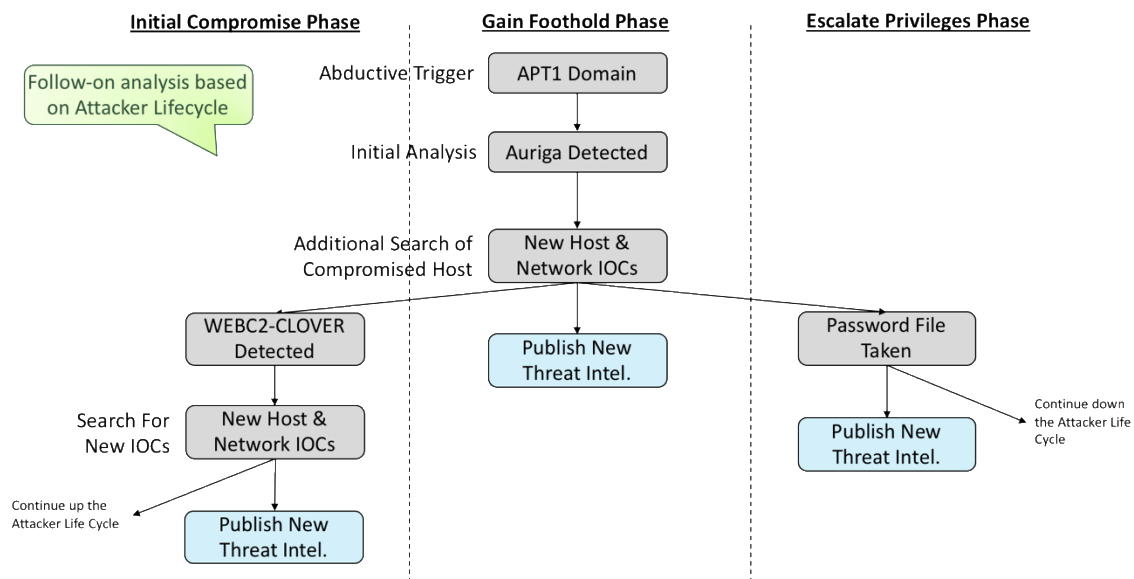 Initial Compromise Phase
Gain Foothold Phase
Escalate Privileges Phase
Follow-on analysis based
on Attacker Lifecycle
Abductive Trigger
APT1 Domain
Initial Analysis
Auriga Detected
Additional Search of
Compromised Host
New Host &
Network IOCs
WEBC2-CLOVER
Detected
Publish New
Threat Intel.
Password File
Taken
Search For
New IOCs
New Host &
Network IOCs
Publish New
Threat Intel.
Continue down
the Attacker Life
Cycle
Continue up the
Attacker Life Cycle
Publish New
Threat Intel.